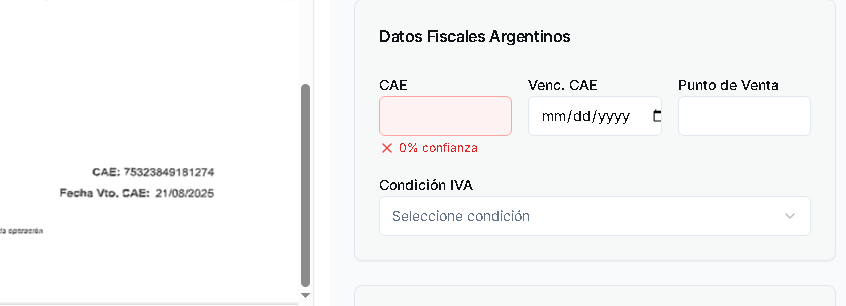 CAE: 75323849181274
Fecha Vto. CAE: 21/08/2025
la operación
Datos Fiscales Argentinos
CAE
Venc. CAE
Punto de Venta
mm/dd/yyyy
0% confianza
Condición IVA
Seleccione condición